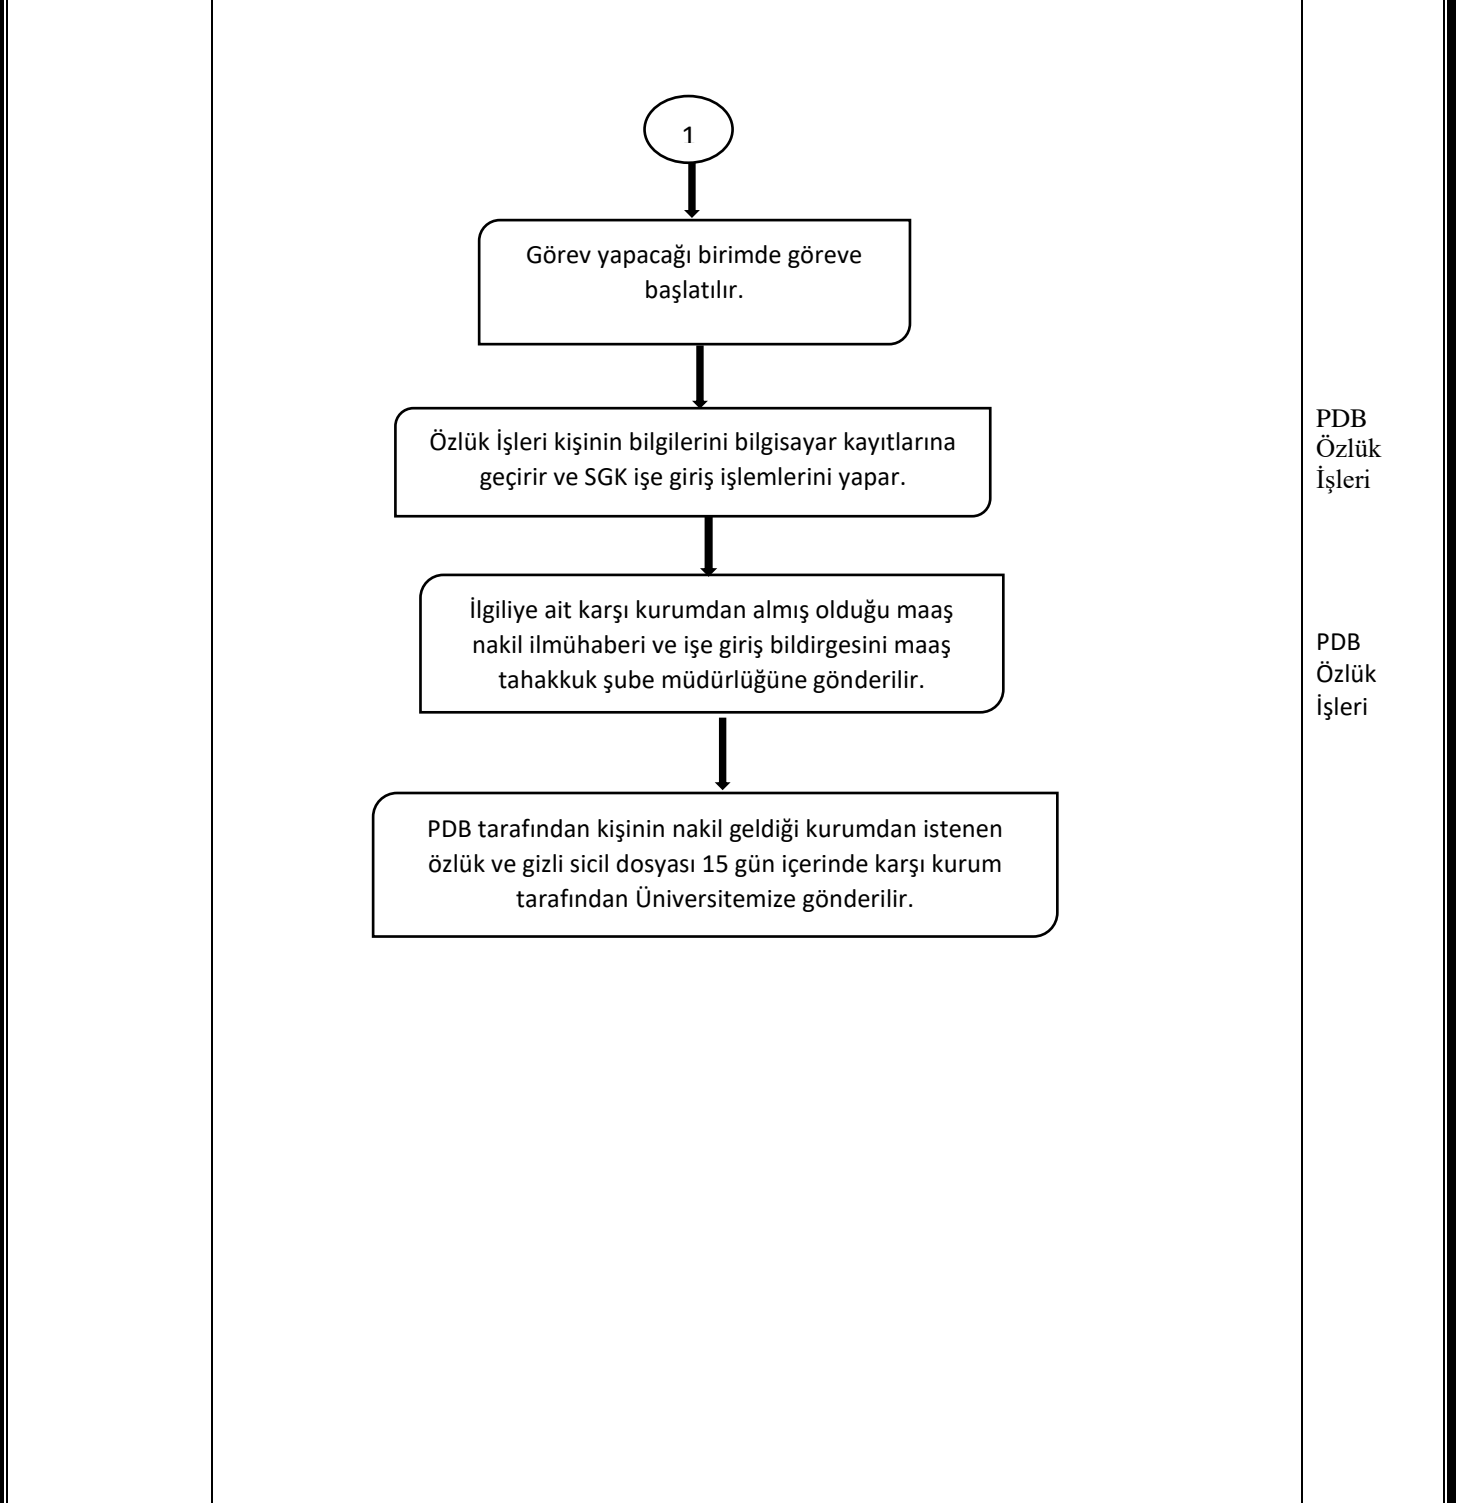 1
Görev yapacağı birimde göreve
başlatılır.
Özlük İşleri kişinin bilgilerini bilgisayar kayıtlarına
geçirir ve SGK işe giriş işlemlerini yapar.
PDB
Özlük
İşleri
İlgiliye ait karşı kurumdan almış olduğu maaş
nakil ilmühaberi ve işe giriş bildirgesini maaş
tahakkuk şube müdürlüğüne gönderilir.
PDB
Özlük
İşleri
PDB tarafından kişinin nakil geldiği kurumdan istenen
özlük ve gizli sicil dosyası 15 gün içerinde karşı kurum
tarafından Üniversitemize gönderilir.